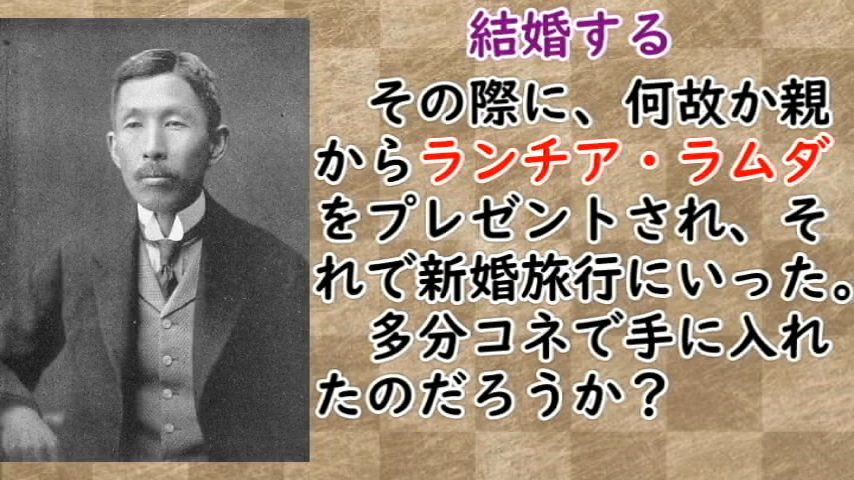 結婚する
その際に、何故か親
からランチア・ラムダ
をプレゼントされ、そ
れで新婚旅行にいった。
多分コネで手に入れ
たのだろうか？